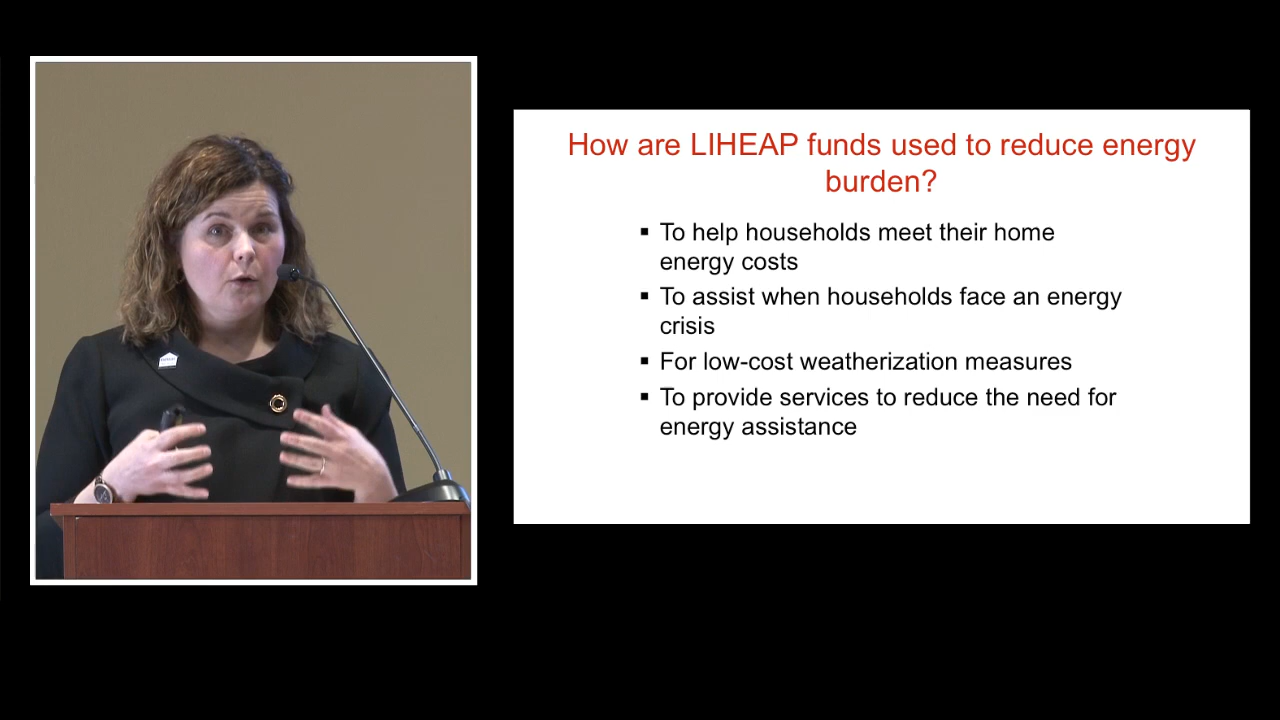 How are LIHEAP funds used to reduce energy
burden?
▪ To help households meet their home
energy costs
▪ To assist when households face an energy
crisis
▪ For low-cost weatherization measures
▪ To provide services to reduce the need for
energy assistance